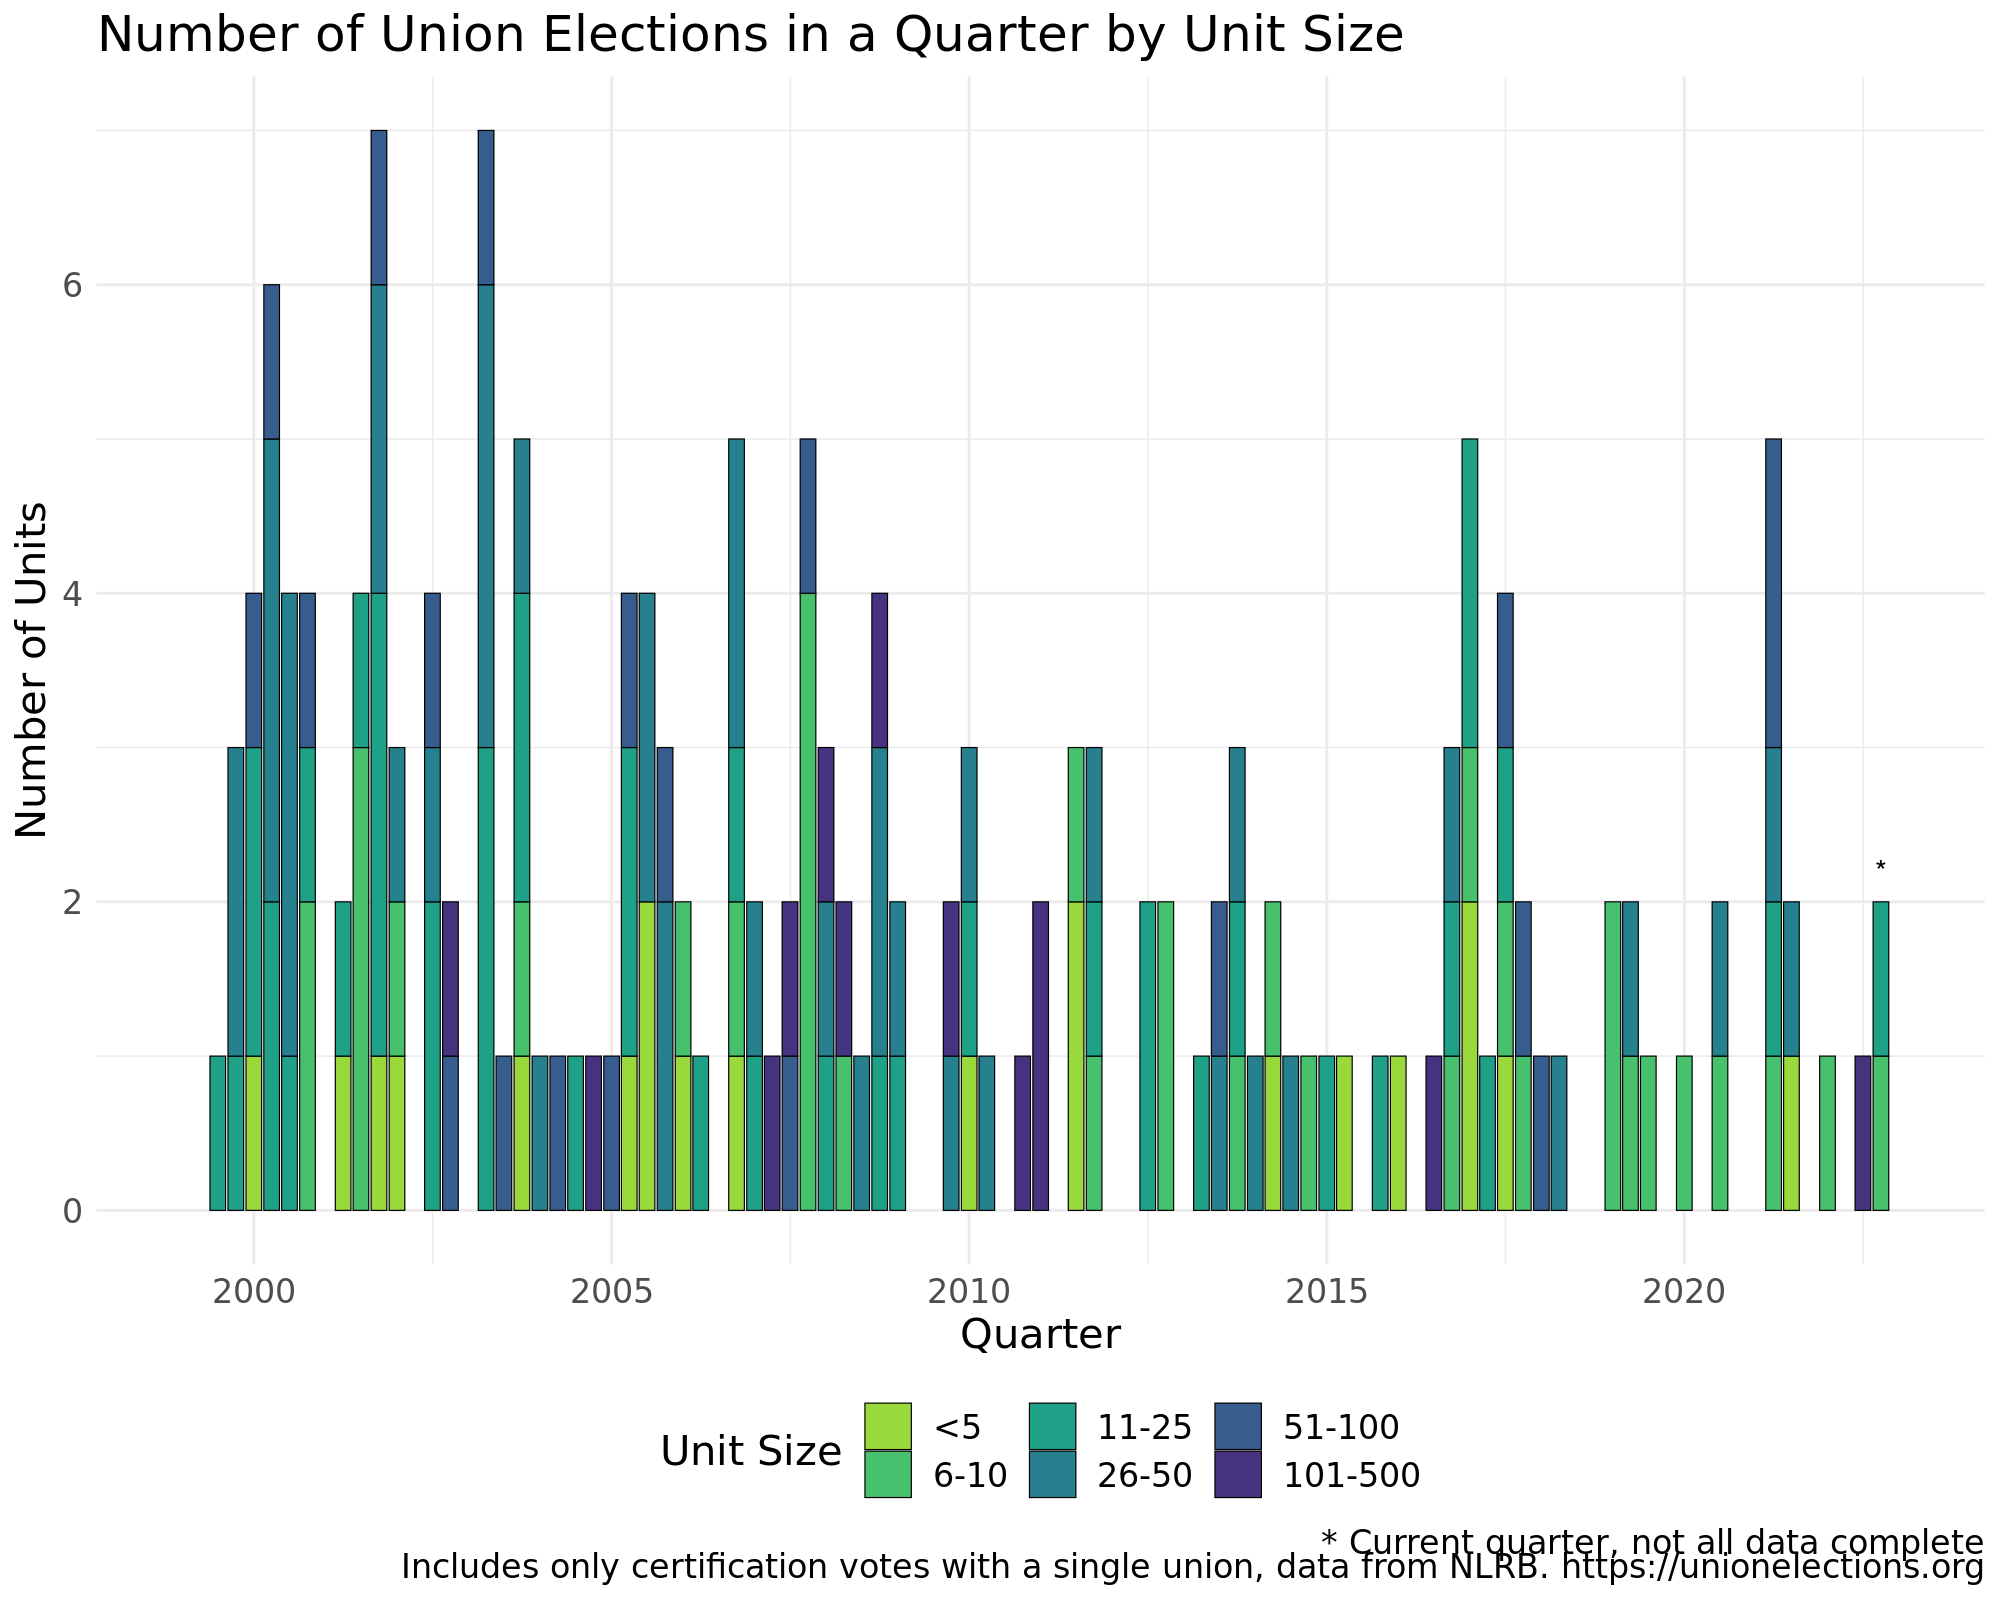 Number of Union Elections in a Quarter by Unit Size
Number of Units
6
4
2
0
*
2000 2005 2010 2015 2020
Quarter
Unit Size
<5 11-25 51-100
6-10 26-50 101-500
* Current quarter, not all data complete
Includes only certification votes with a single union, data from NLRB. https://unionelections.org